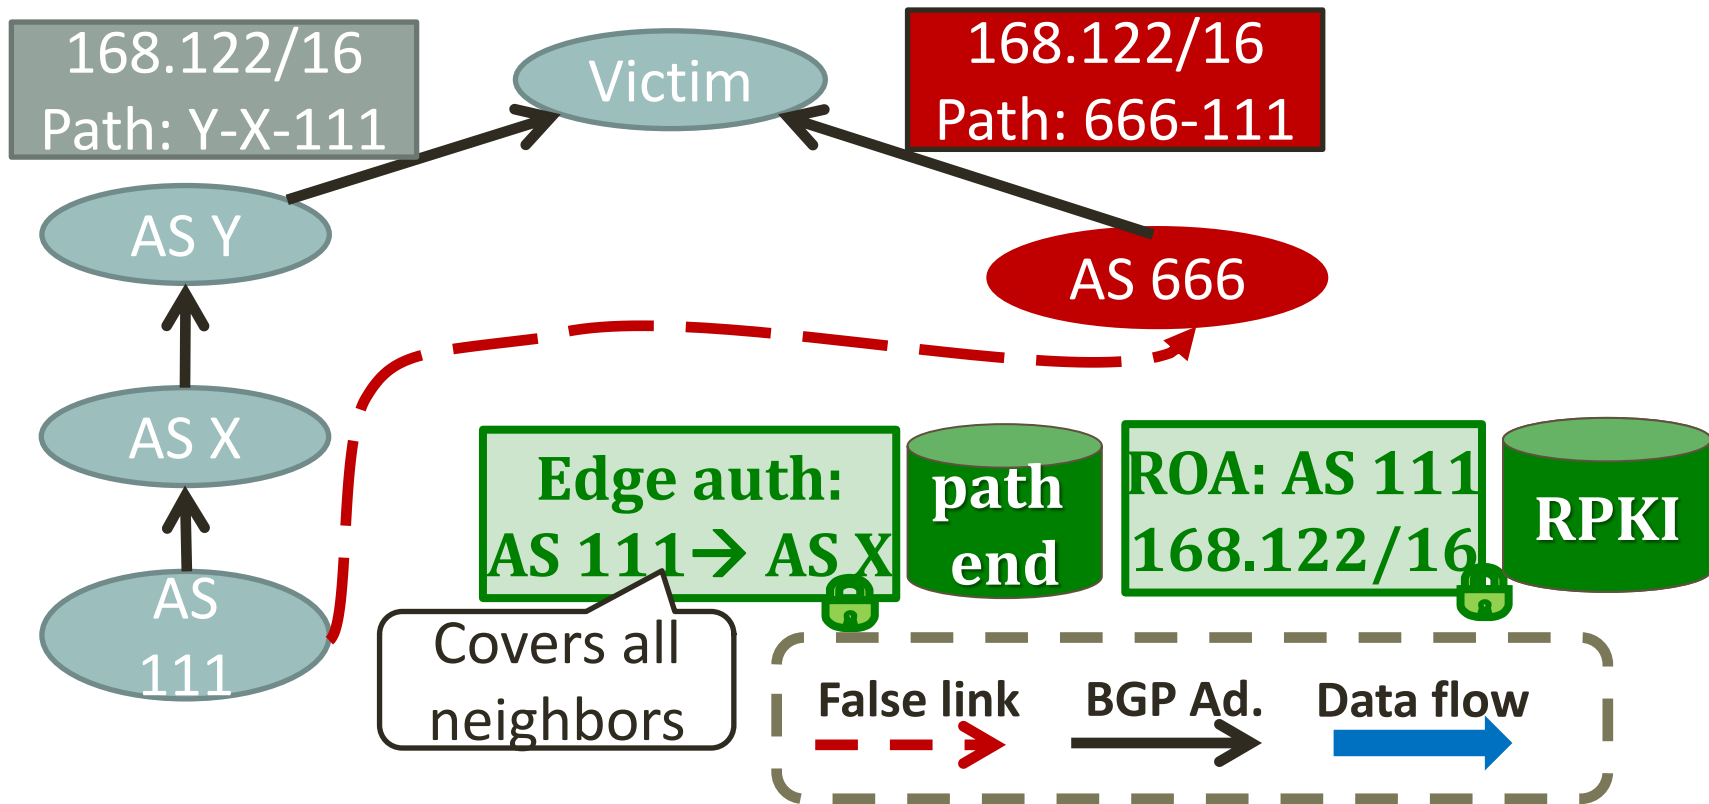 168.122/16
Path: Y-X-111
Victim
168.122/16
Path: 666-111
AS Y
AS 666
AS X
Edge auth:
AS 111→ AS X
path
end
ROA: AS 111
168.122/16
RPKI
AS
111
Covers all
neighbors
False link
BGP Ad.
Data flow